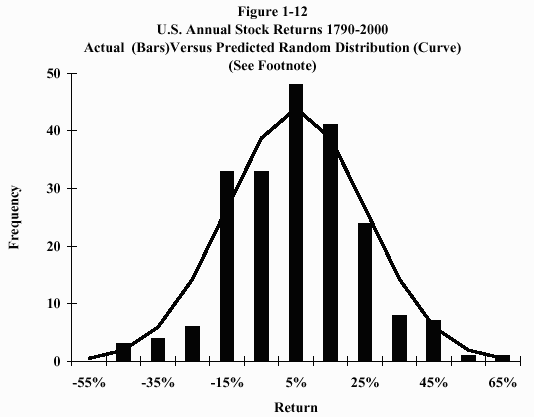 Figure 1-12
U.S. Annual Stock Returns 1790-2000
Actual (Bars)Versus Predicted Random Distribution (Curve)
(See Footnote)
50
40
30
20
10
0
Frequency
-55% -35% -15% 5% 25% 45% 65%
Return